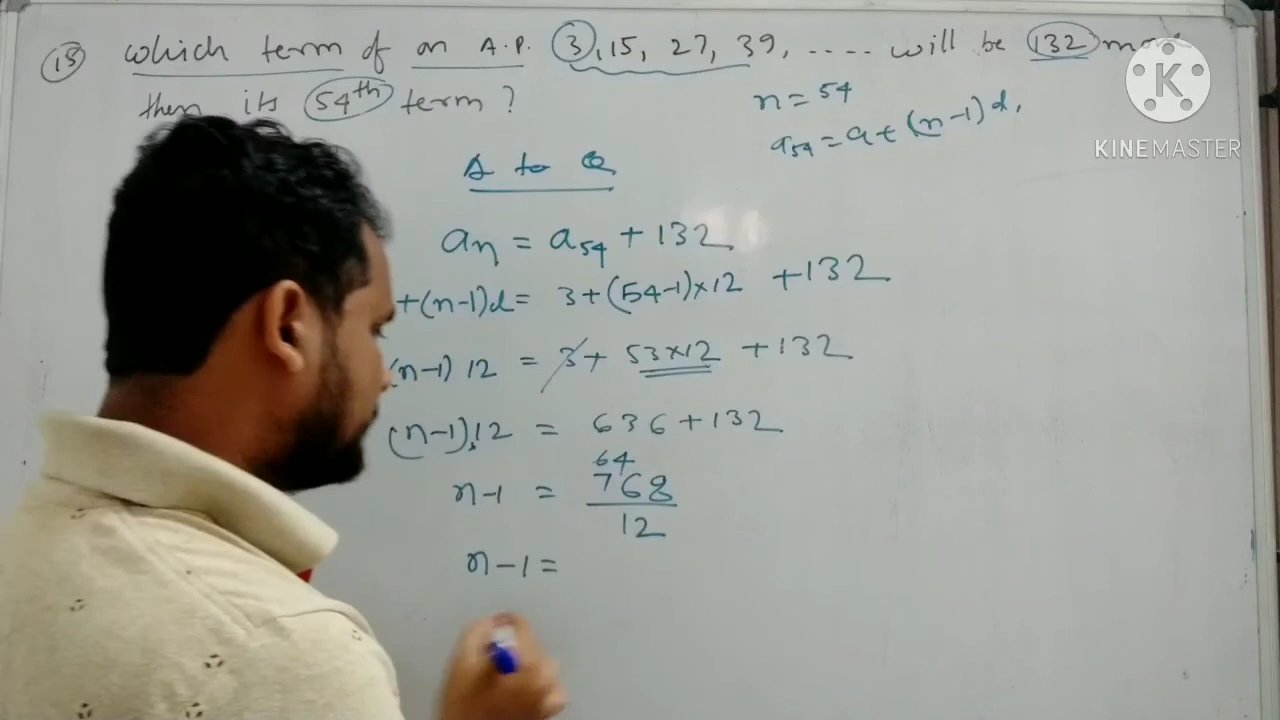 15 which term of an A.P. 3, 15, 27, 39, .... will be 132
then its 54th term?
n = 54
a54 = a + (n-1)d.
A to Q
an = a54 + 132
+(n-1)d = 3+(54-1)×12 +132
(n-1) 12 = 3+ 53×12 +132
(n-1),12 = 636+132
64
n-1 = 768
12
n-1 =
K
KINEMASTER